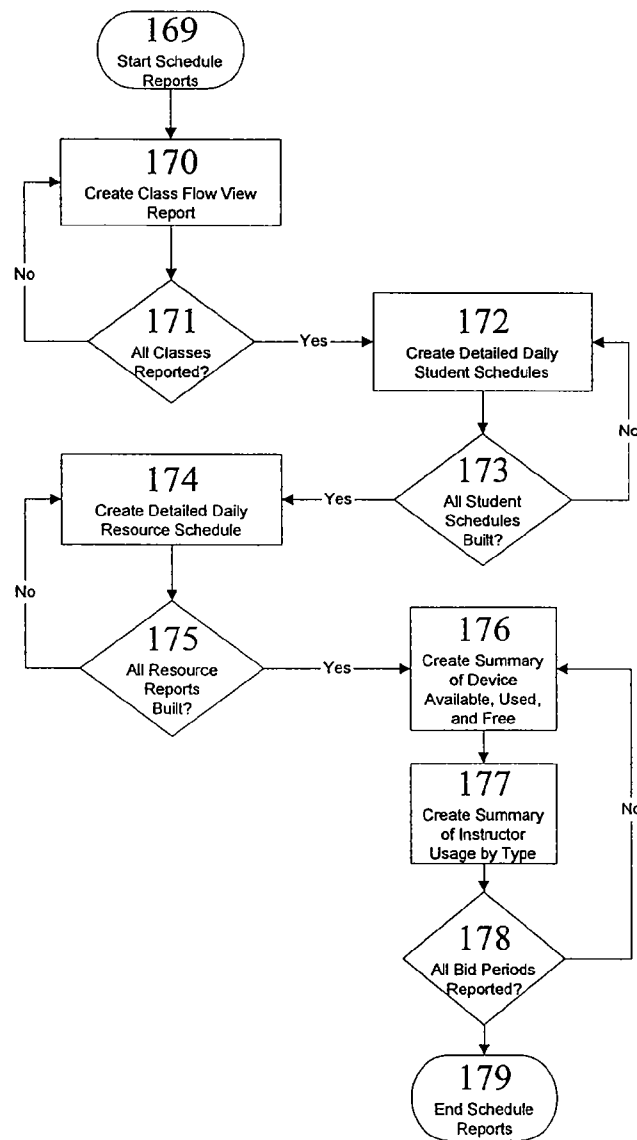 169
Start Schedule
Reports
170
Create Class Flow View
Report
No
171
All Classes
Reported?
Yes
172
Create Detailed Daily
Student Schedules
No
173
All Student
Schedules
Built?
Yes
174
Create Detailed Daily
Resource Schedule
No
175
All Resource
Reports
Built?
Yes
176
Create Summary
of Device
Available, Used,
and Free
177
Create Summary
of Instructor
Usage by Type
No
178
All Bid Periods
Reported?
179
End Schedule
Reports